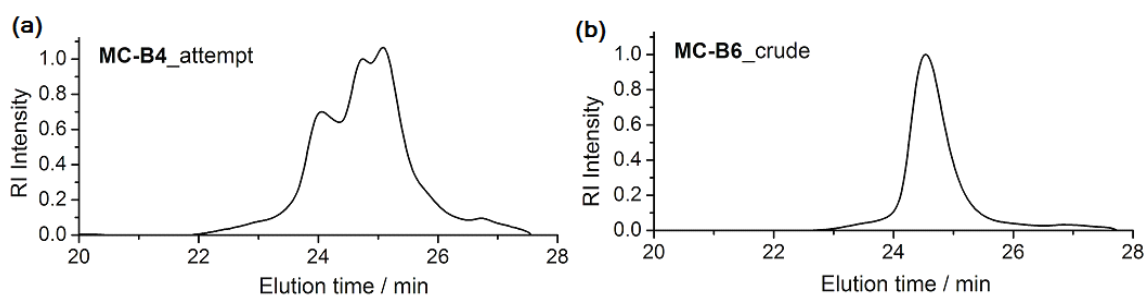 (a)
MC-B4_attempt
RI Intensity
1.0
0.8
0.6
0.4
0.2
0.0
20 22 24 26 28
Elution time / min
(b)
MC-B6_crude
RI Intensity
1.0
0.8
0.6
0.4
0.2
0.0
20 22 24 26 28
Elution time / min